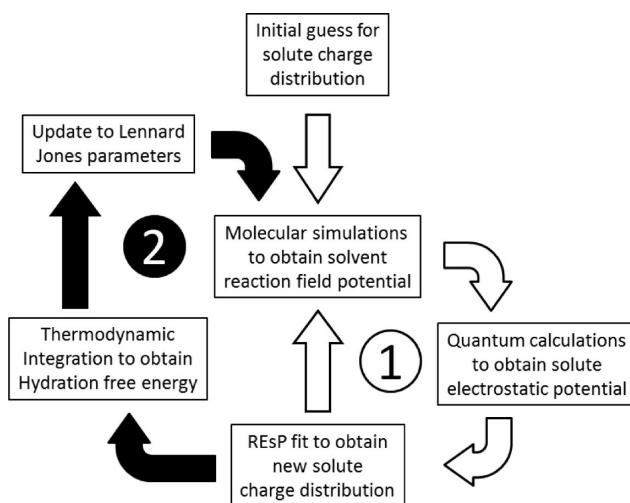 Initial guess for
solute charge
distribution
Update to Lennard
Jones parameters
2
Molecular simulations
to obtain solvent
reaction field potential
Thermodynamic
Integration to obtain
Hydration free energy
1
Quantum calculations
to obtain solute
electrostatic potential
REsP fit to obtain
new solute
charge distribution